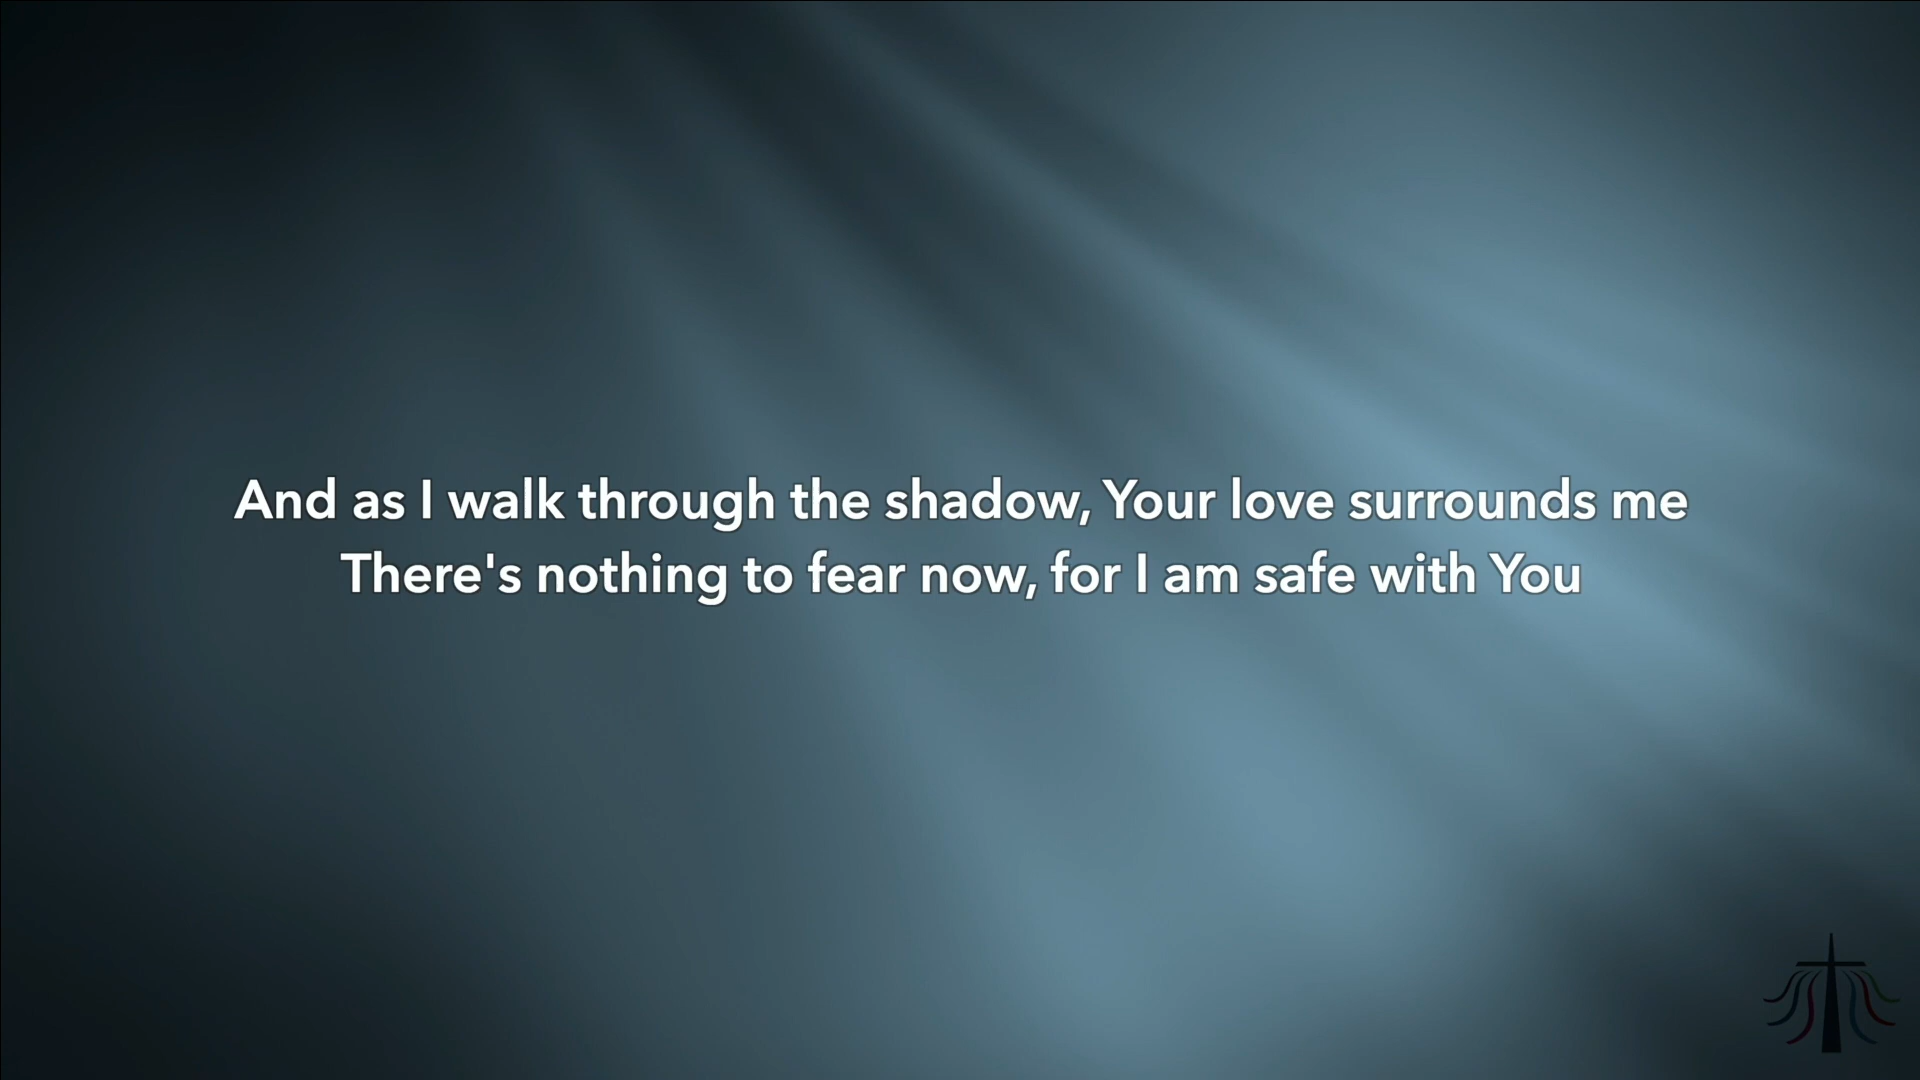 And as I walk through the shadow, Your love surrounds me
There's nothing to fear now, for I am safe with You